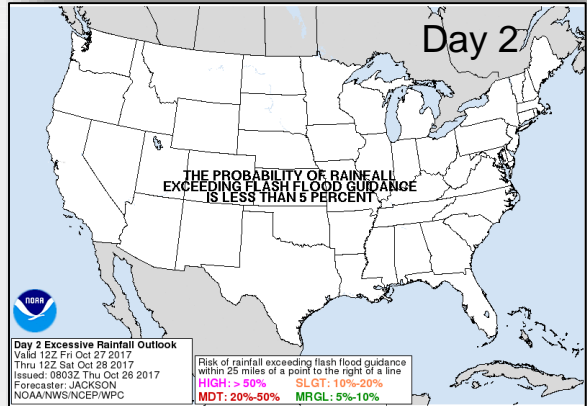 Day 2
THE PROBABILITY OF RAINFALL
EXCEEDING FLASH FLOOD GUIDANCE
IS LESS THAN 5 PERCENT
NOAA
Day 2 Excessive Rainfall Outlook
Valid 12Z Fri Oct 27 2017
Thru 12Z Sat Oct 28 2017
Issued: 0803Z Thu Oct 26 2017
Forecaster: JACKSON
NOAA/NWS/NCEP/WPC
Risk of rainfall exceeding flash flood guidance
within 25 miles of a point to the right of a line
HIGH: > 50% SLGT: 10%-20%
MDT: 20%-50% MRGL: 5%-10%